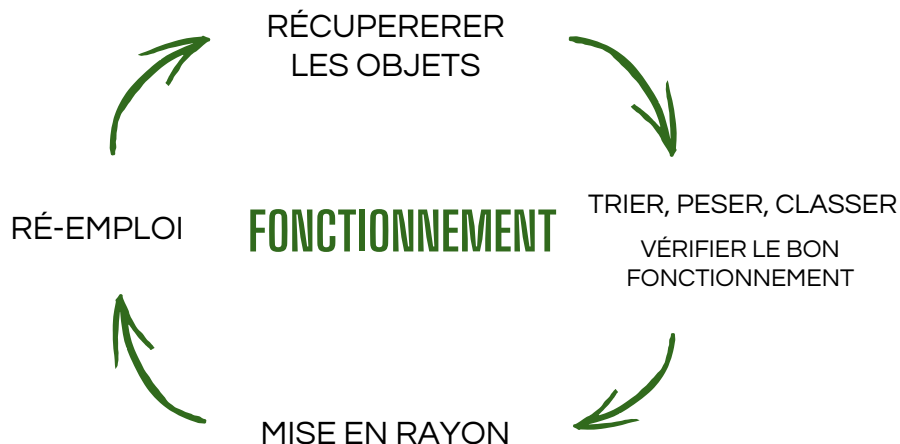 RÉCUPERERER
LES OBJETS
TRIER, PESER, CLASSER
VÉRIFIER LE BON
FONCTIONNEMENT
RÉ-EMPLOI
FONCTIONNEMENT
MISE EN RAYON